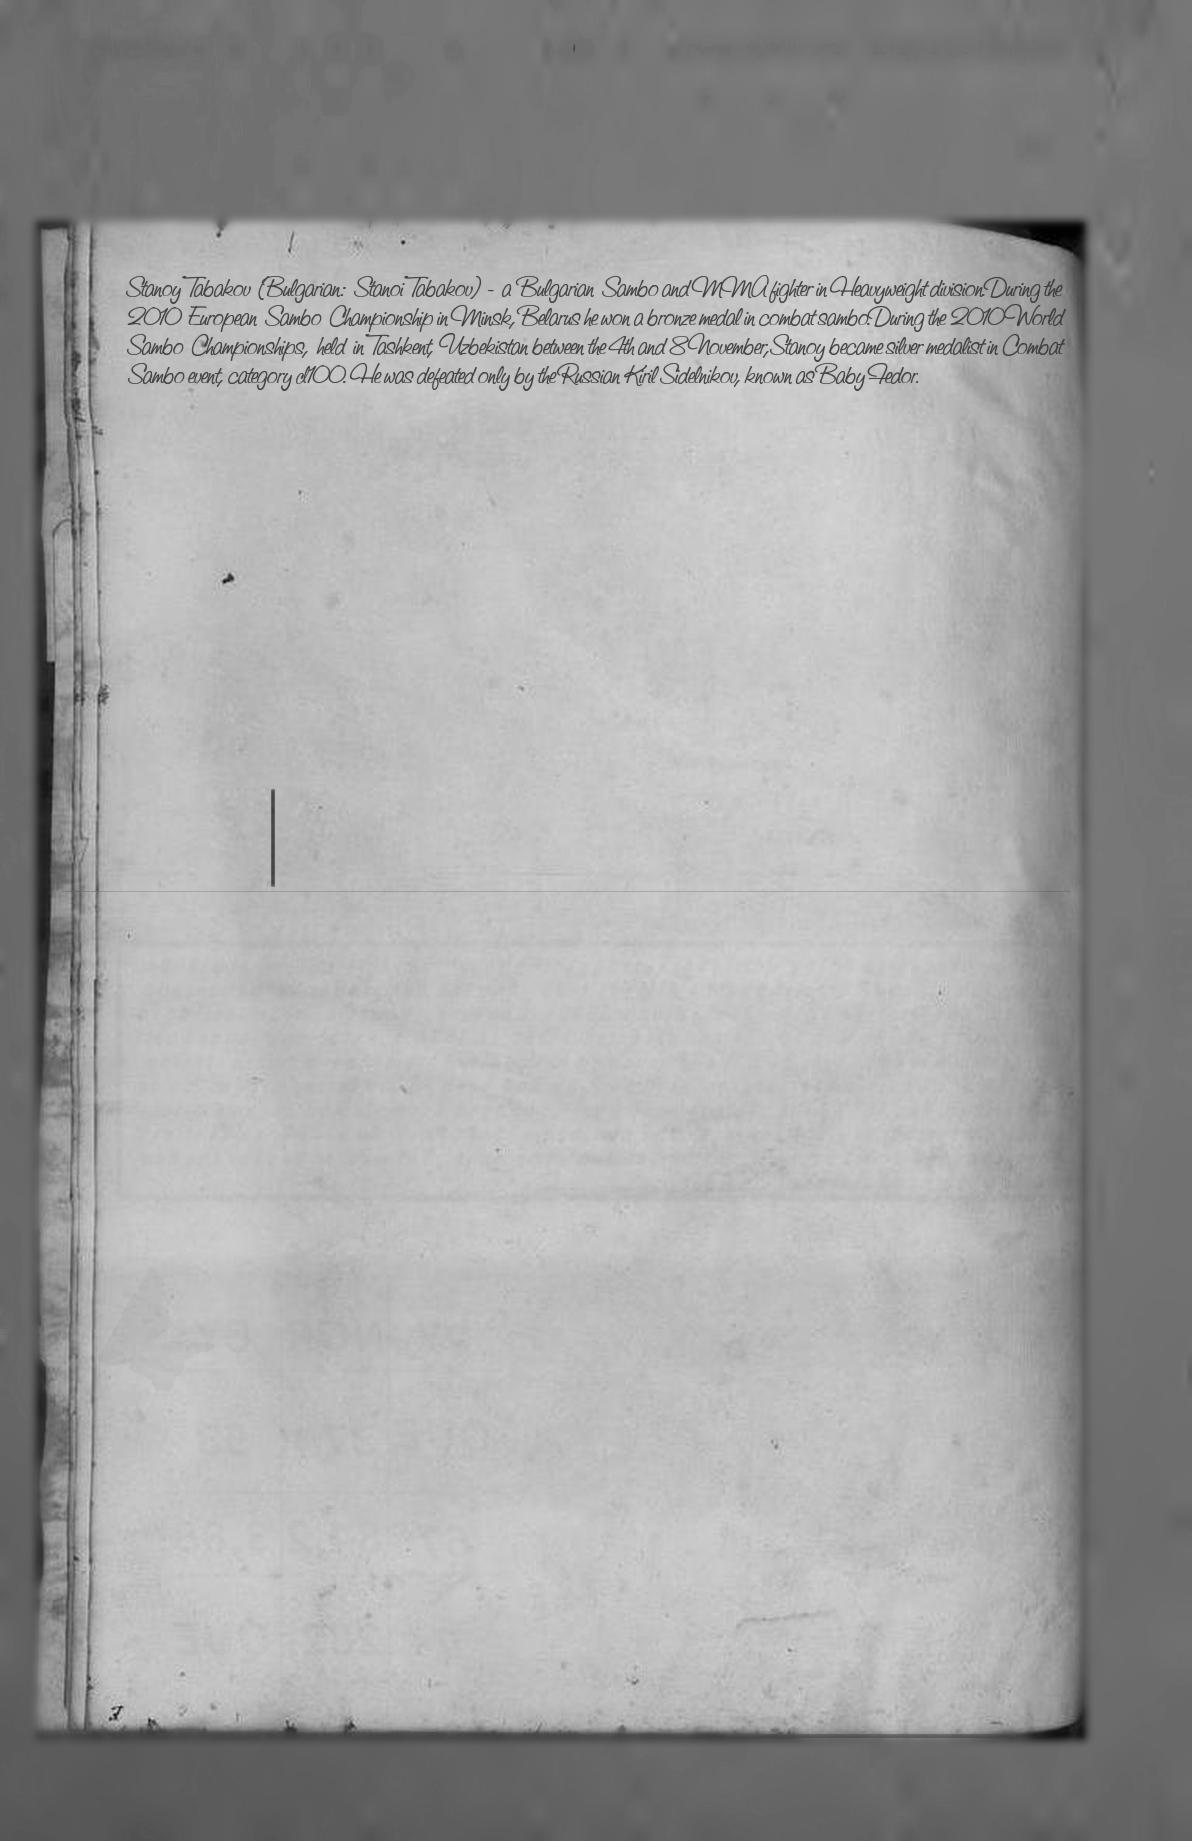 Stanoy Tabakov (Bulgarian: Stanoi Tabakov) - a Bulgarian Sambo and MMA fighter in Heavyweight division.During the
2010 European Sambo Championship in Minsk, Belarus he won a bronze medal in combat sambo.During the 2010 World
Sambo Championships, held in Tashkent, Uzbekistan between the 4th and 8 November, Stanoy became silver medalist in Combat
Sambo event, category cl100. He was defeated only by the Russian Kiril Sidelnikov, known as Baby Fedor.